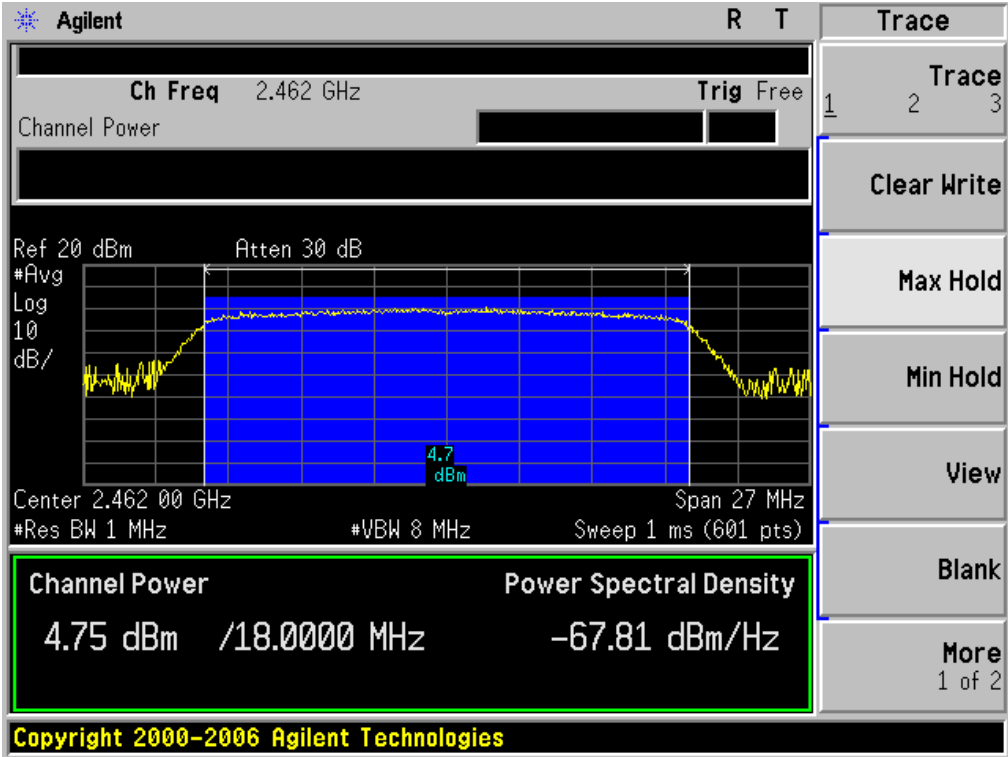 Agilent R T Trace
Ch Freq 2.462 GHz Trig Free
Channel Power
Trace
1 2 3
Clear Write
Max Hold
Min Hold
View
Blank
More
1 of 2
Ref 20 dBm Atten 30 dB
#Avg
Log
10
dB/
4.7
dBm
Center 2.462 00 GHz Span 27 MHz
#Res BW 1 MHz #VBW 8 MHz Sweep 1 ms (601 pts)
Channel Power Power Spectral Density
4.75 dBm /18.0000 MHz -67.81 dBm/Hz
Copyright 2000-2006 Agilent Technologies